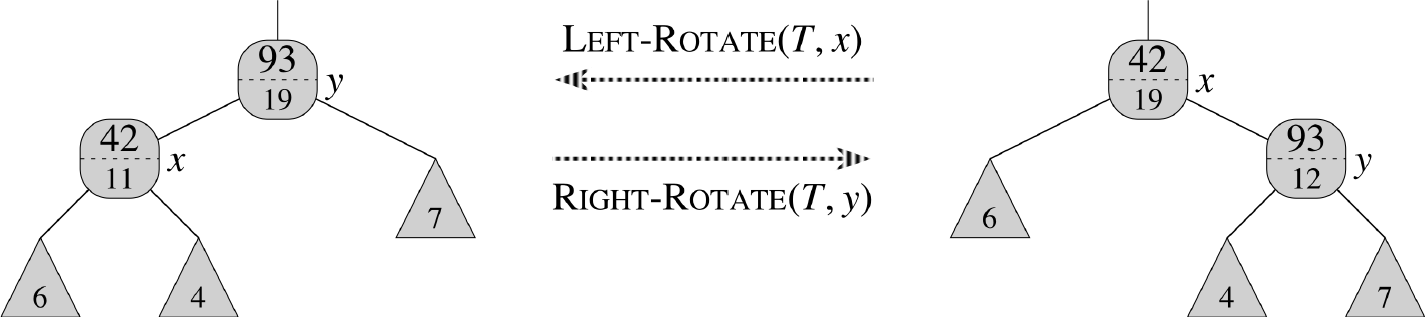 93
19
y
42
11
x
6
4
7
LEFT-ROTATE(T, x)
RIGHT-ROTATE(T, y)
42
19
x
93
12
y
6
4
7